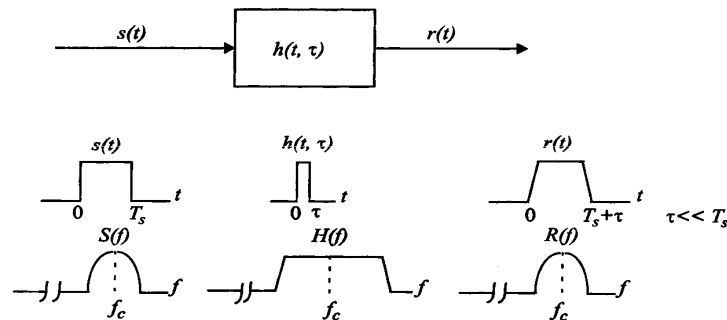 s(t) h(t, τ) r(t)
s(t) h(t, τ) r(t)
0 T_s t 0 τ t 0 T_s+τ t τ<< T_s
S(f) H(f) R(f)
f_c f f_c f f_c f